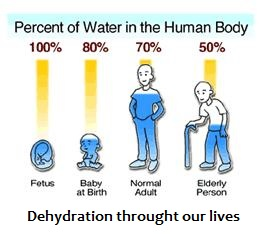 Percent of Water in the Human Body
100% 80% 70% 50%
Fetus Baby at Birth Normal Adult Elderly Person
Dehydration throught our lives